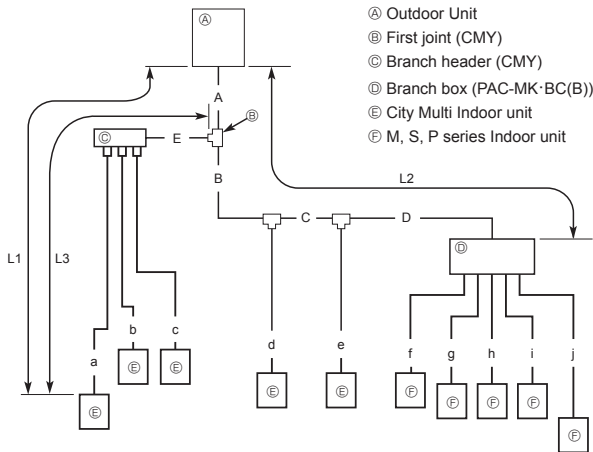 Ⓐ
Ⓐ Outdoor Unit
Ⓑ First joint (CMY)
Ⓒ Branch header (CMY)
Ⓓ Branch box (PAC-MK·BC(B))
Ⓔ City Multi Indoor unit
Ⓕ M, S, P series Indoor unit
A
Ⓑ
Ⓒ
E
B
L2
C
D
Ⓓ
L1
L3
a
b
c
d
e
f
g
h
i
j
Ⓔ
Ⓔ
Ⓔ
Ⓔ
Ⓔ
Ⓕ
Ⓕ
Ⓕ
Ⓕ
Ⓕ